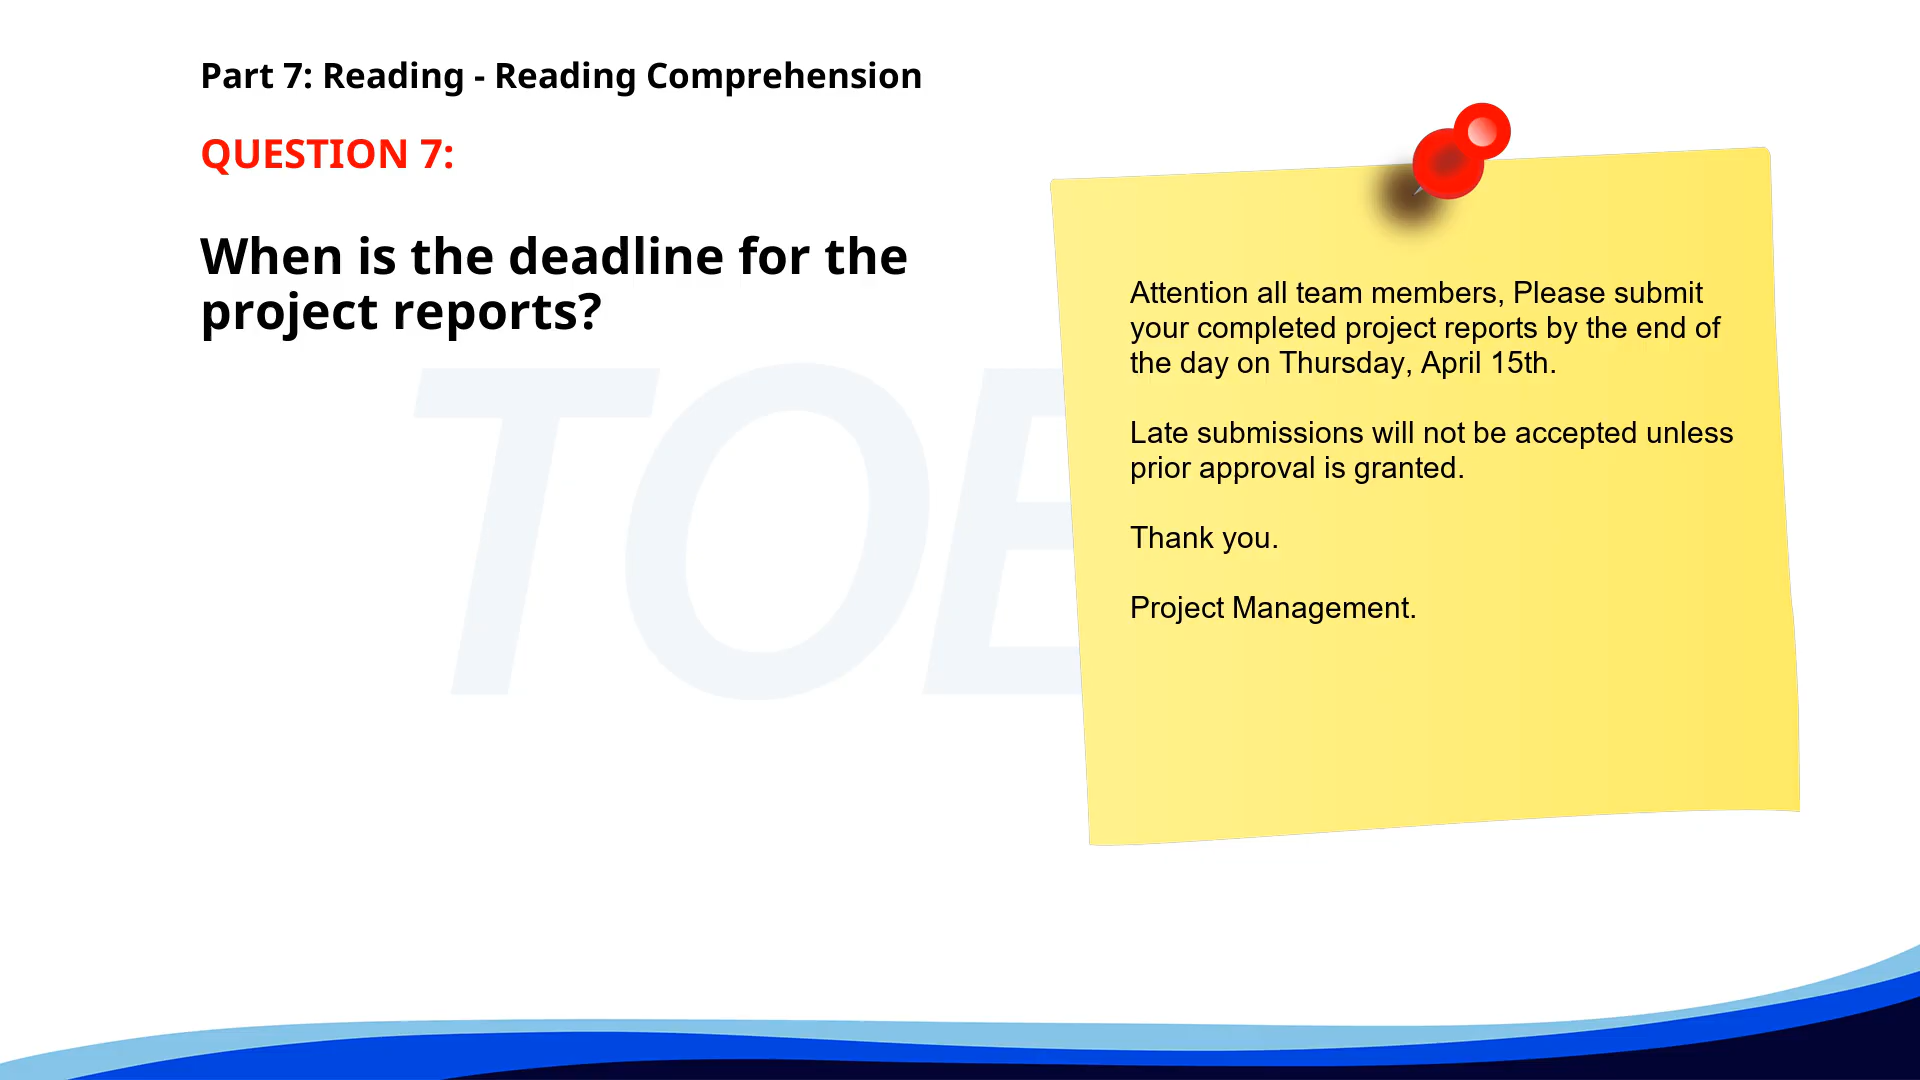 Part 7: Reading - Reading Comprehension
QUESTION 7:
When is the deadline for the
project reports?
Attention all team members, Please submit
your completed project reports by the end of
the day on Thursday, April 15th.
Late submissions will not be accepted unless
prior approval is granted.
Thank you.
Project Management.